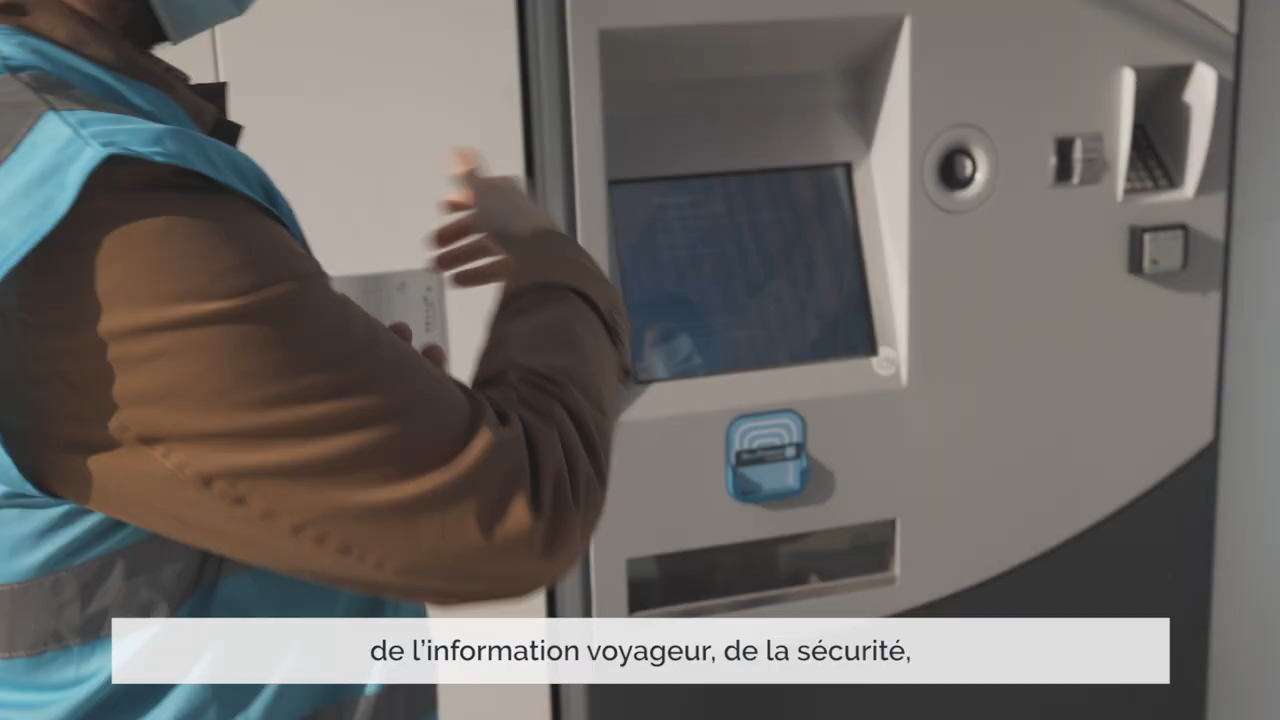 de l’information voyageur, de la sécurité,